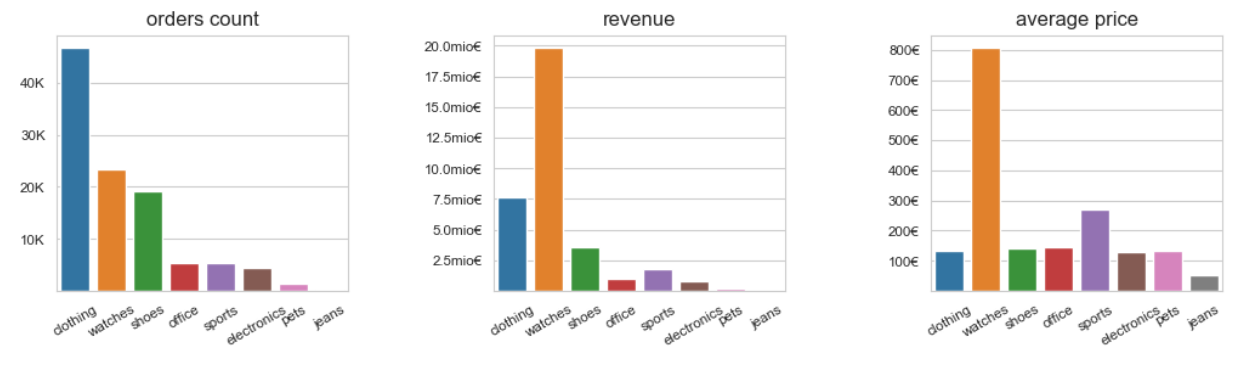 orders count
40K
30K
20K
10K
clothing watches shoes office sports electronics pets jeans
revenue
20.0mio€
17.5mio€
15.0mio€
12.5mio€
10.0mio€
7.5mio€
5.0mio€
2.5mio€
clothing watches shoes office sports electronics pets jeans
average price
800€
700€
600€
500€
400€
300€
200€
100€
clothing watches shoes office sports electronics pets jeans